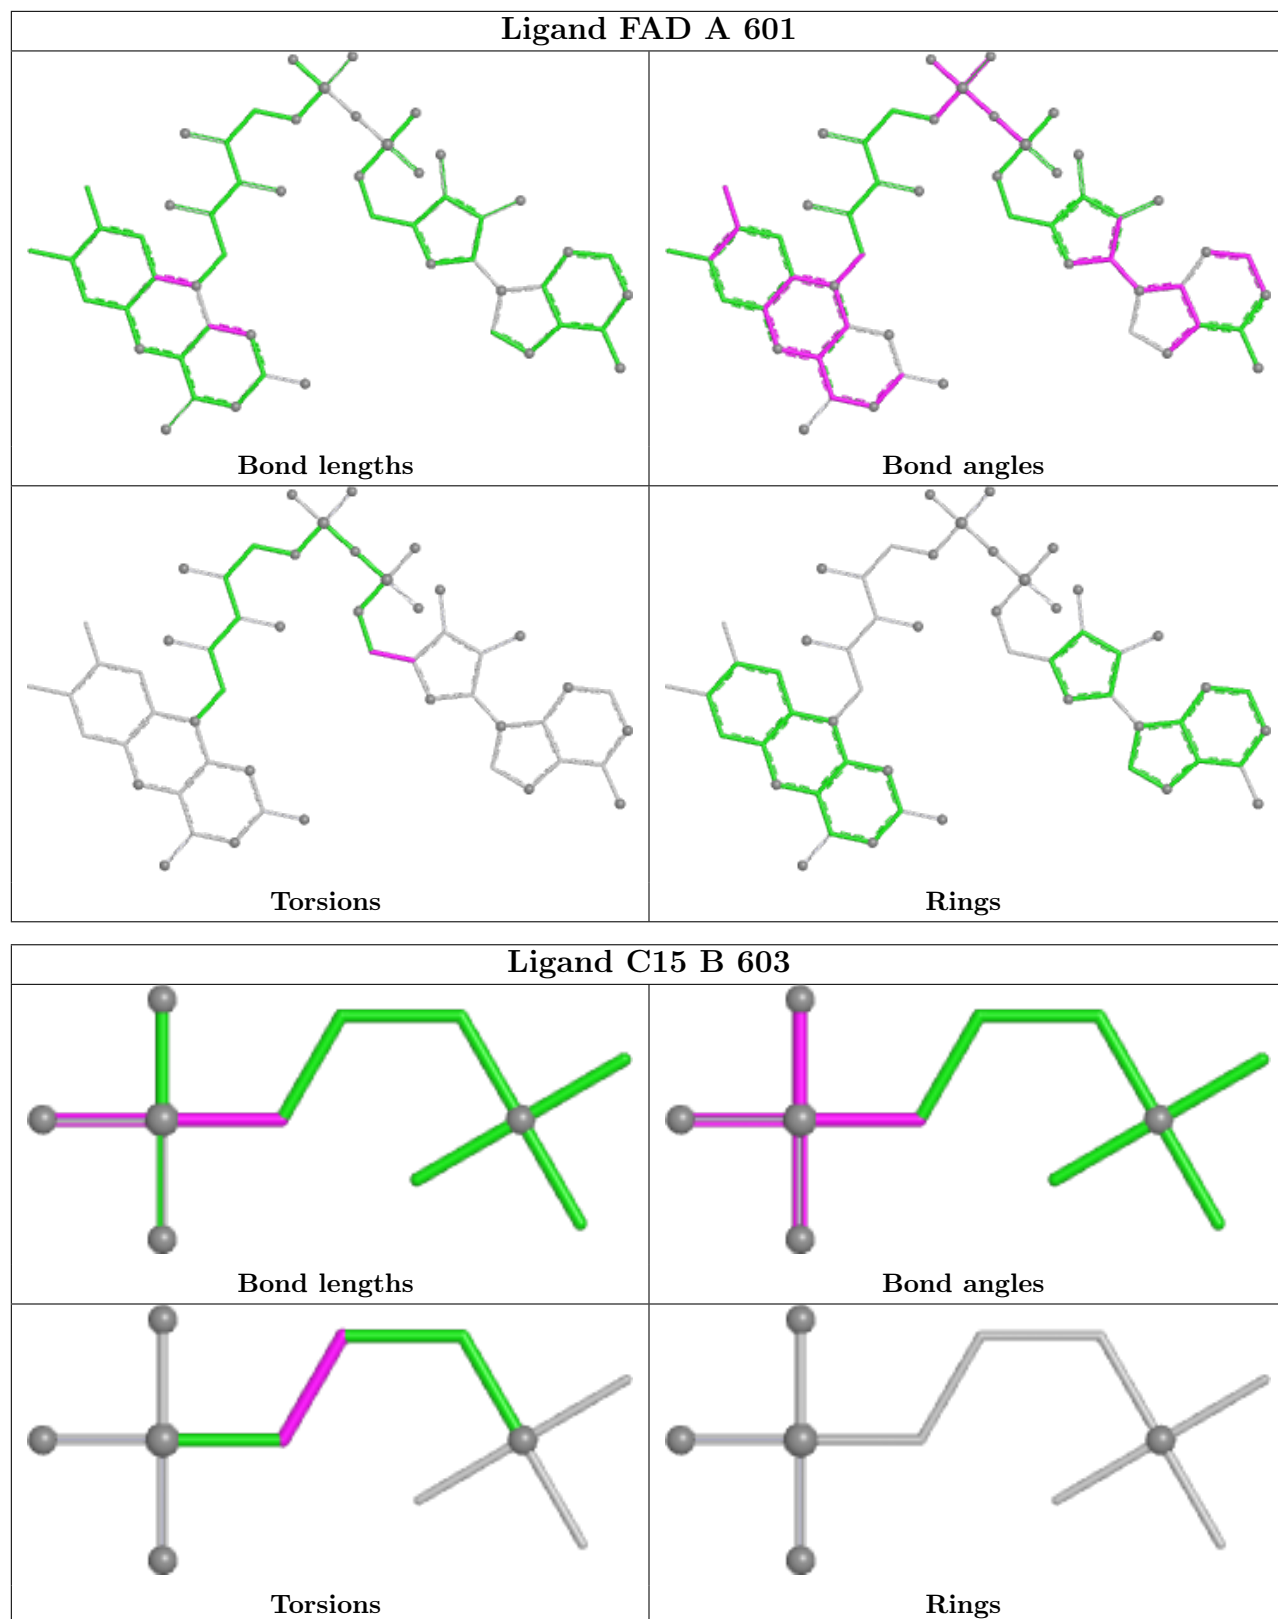 Ligand FAD A 601
Bond lengths
Bond angles
Torsions
Rings
Ligand C15 B 603
Bond lengths
Bond angles
Torsions
Rings